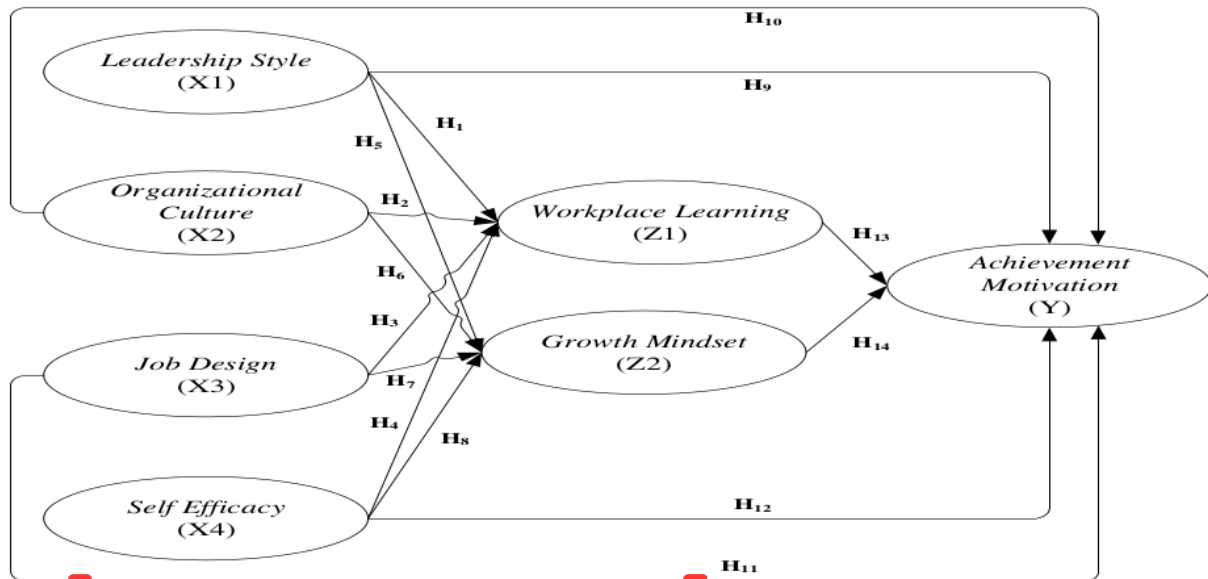 H10
Leadership Style
(X1)
H9
H1
H5
Organizational
Culture
(X2)
H2
Workplace Learning
(Z1)
H13
H6
Achievement
Motivation
(Y)
H3
Job Design
(X3)
Growth Mindset
(Z2)
H14
H7
H4
H8
Self Efficacy
(X4)
H12
H11